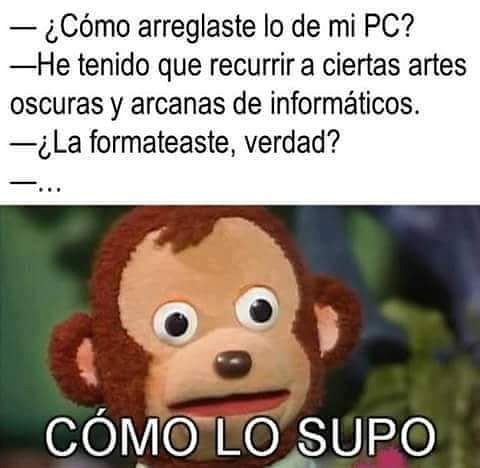 — ¿Cómo arreglaste lo de mi PC?
—He tenido que recurrir a ciertas artes
oscuras y arcanas de informáticos.
—¿La formateaste, verdad?
—...
CÓMO LO SUPO